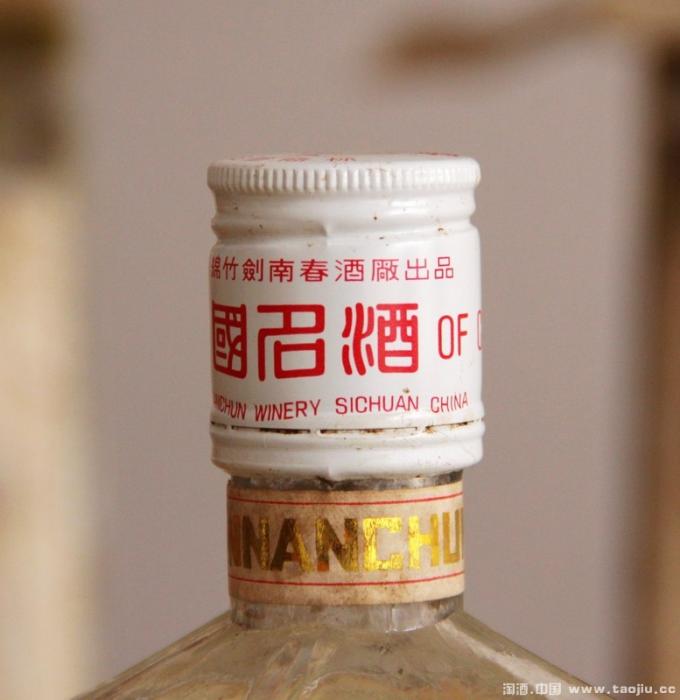 綿竹劍南春酒廠出品
國名酒 OF
NCHUN WINERY SICHUAN CHINA
NNANCHU
淘酒.中国 www.taojiu.cc